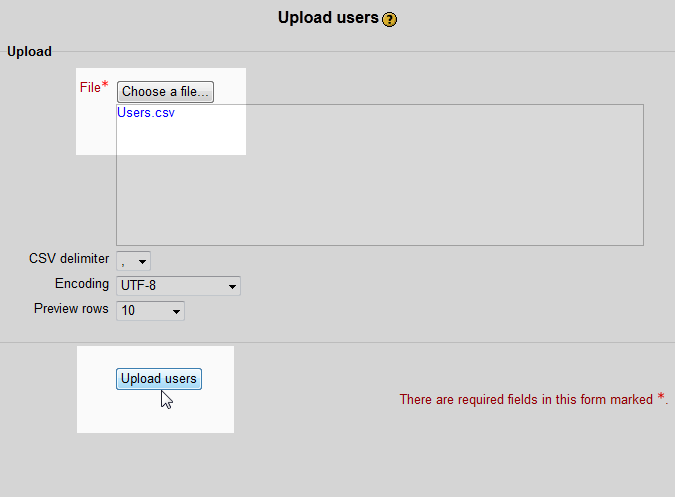 Upload users ?
Upload
File*
Choose a file...
Users.csv
CSV delimiter ,
Encoding UTF-8
Preview rows 10
Upload users
There are required fields in this form marked *.